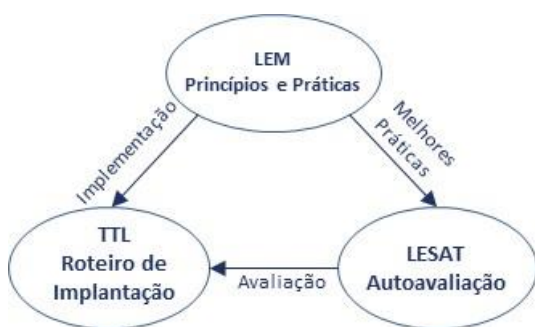 LEM
Princípios e Práticas
Implementação
Melhores
Práticas
TTL
Roteiro de
Implantação
Avaliação
LESAT
Autoavaliação